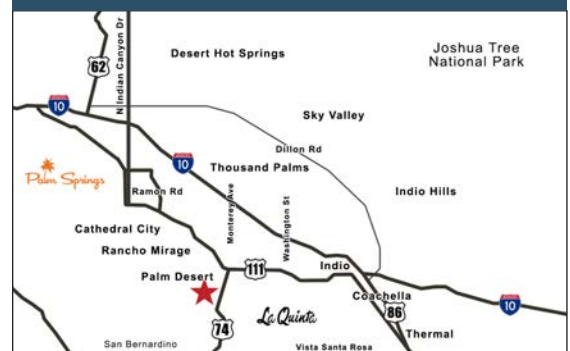 N Indian Canyon Dr
62
Desert Hot Springs
Joshua Tree
National Park
10
Sky Valley
Dillon Rd
10
Thousand Palms
Palm Springs
Ramon Rd
Indio Hills
Monterey Ave
Washington St
Cathedral City
Rancho Mirage
Palm Desert
111
Indio
Coachella
10
86
La Quinta
74
Thermal
San Bernardino
Vista Santa Rosa